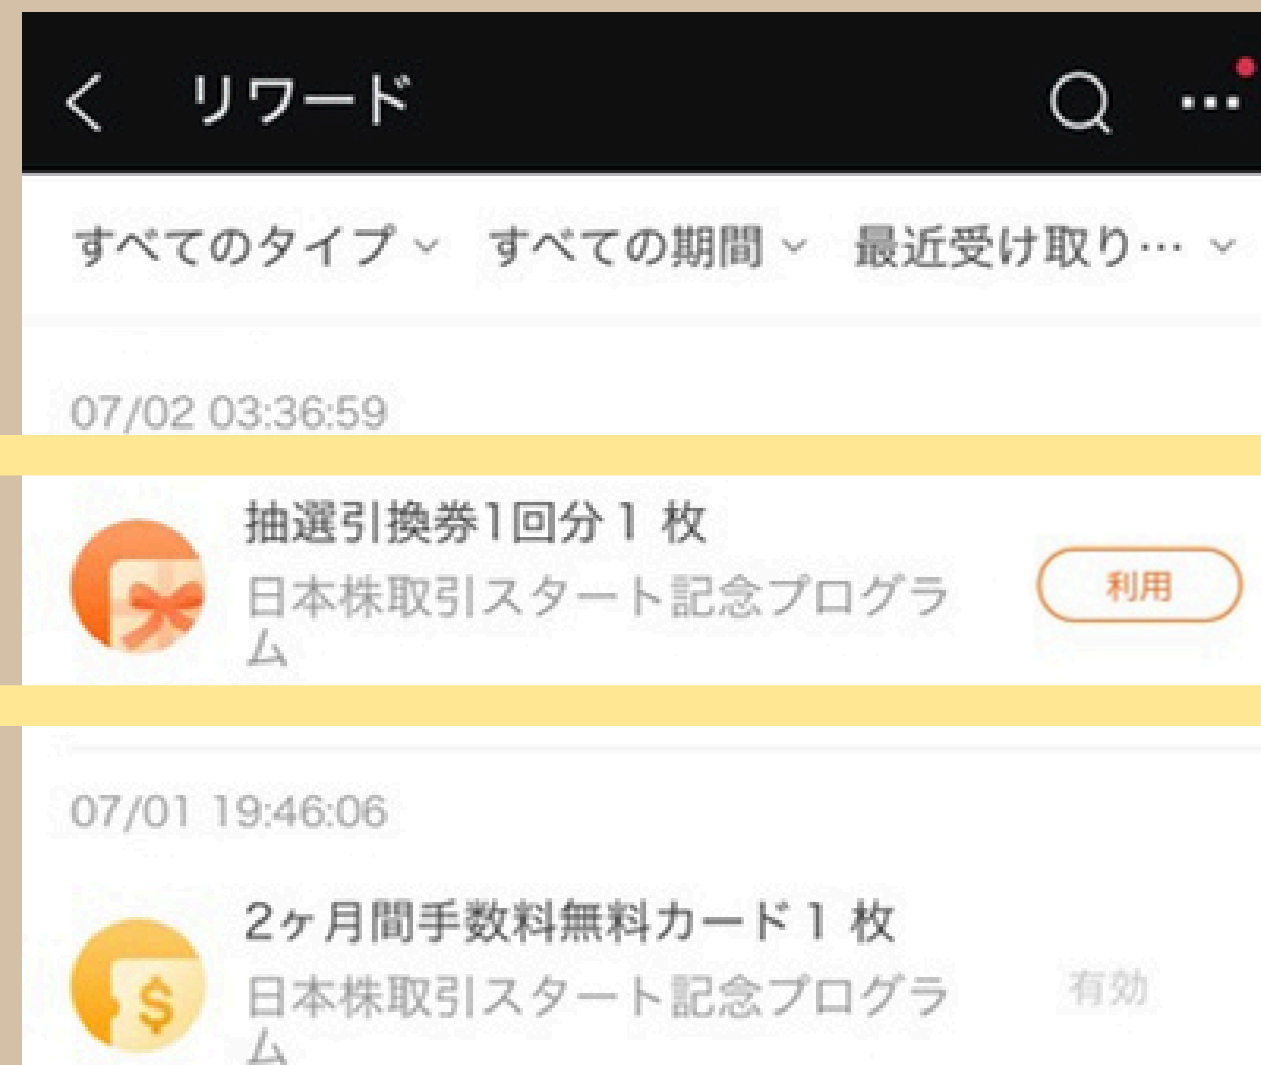 リワード
すべてのタイプ すべての期間 最近受け取り…
07/02 03:36:59
抽選引換券1回分 1 枚
日本株取引スタート記念プログラ
ム
利用
07/01 19:46:06
2ヶ月間手数料無料カード 1 枚
日本株取引スタート記念プログラ
ム
有効